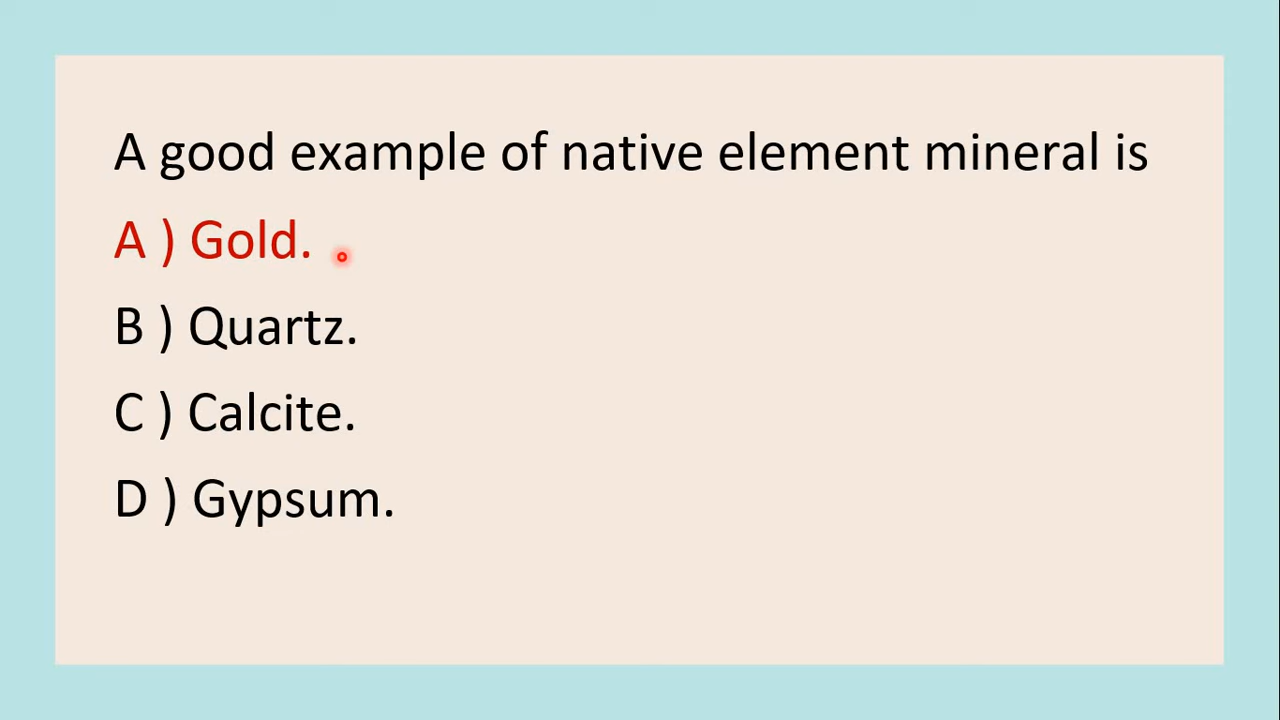 A good example of native element mineral is
A ) Gold.
B ) Quartz.
C ) Calcite.
D ) Gypsum.